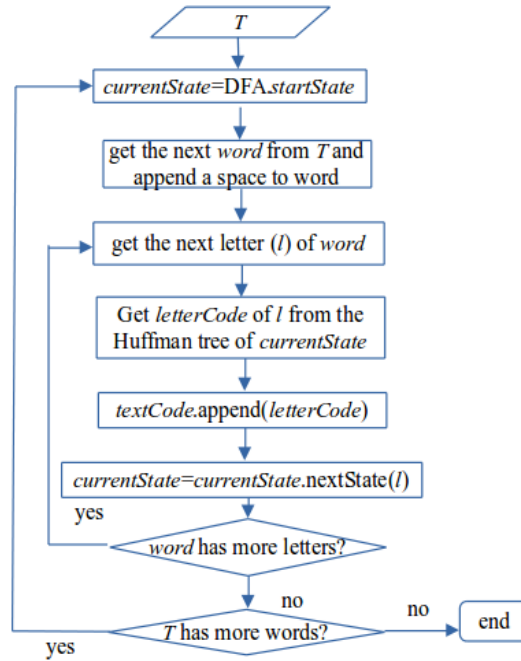 T
currentState=DFA.startState
get the next word from T and
append a space to word
get the next letter (l) of word
Get letterCode of l from the
Huffman tree of currentState
textCode.append(letterCode)
currentState=currentState.nextState(l)
yes
word has more letters?
no
no
T has more words?
end
yes